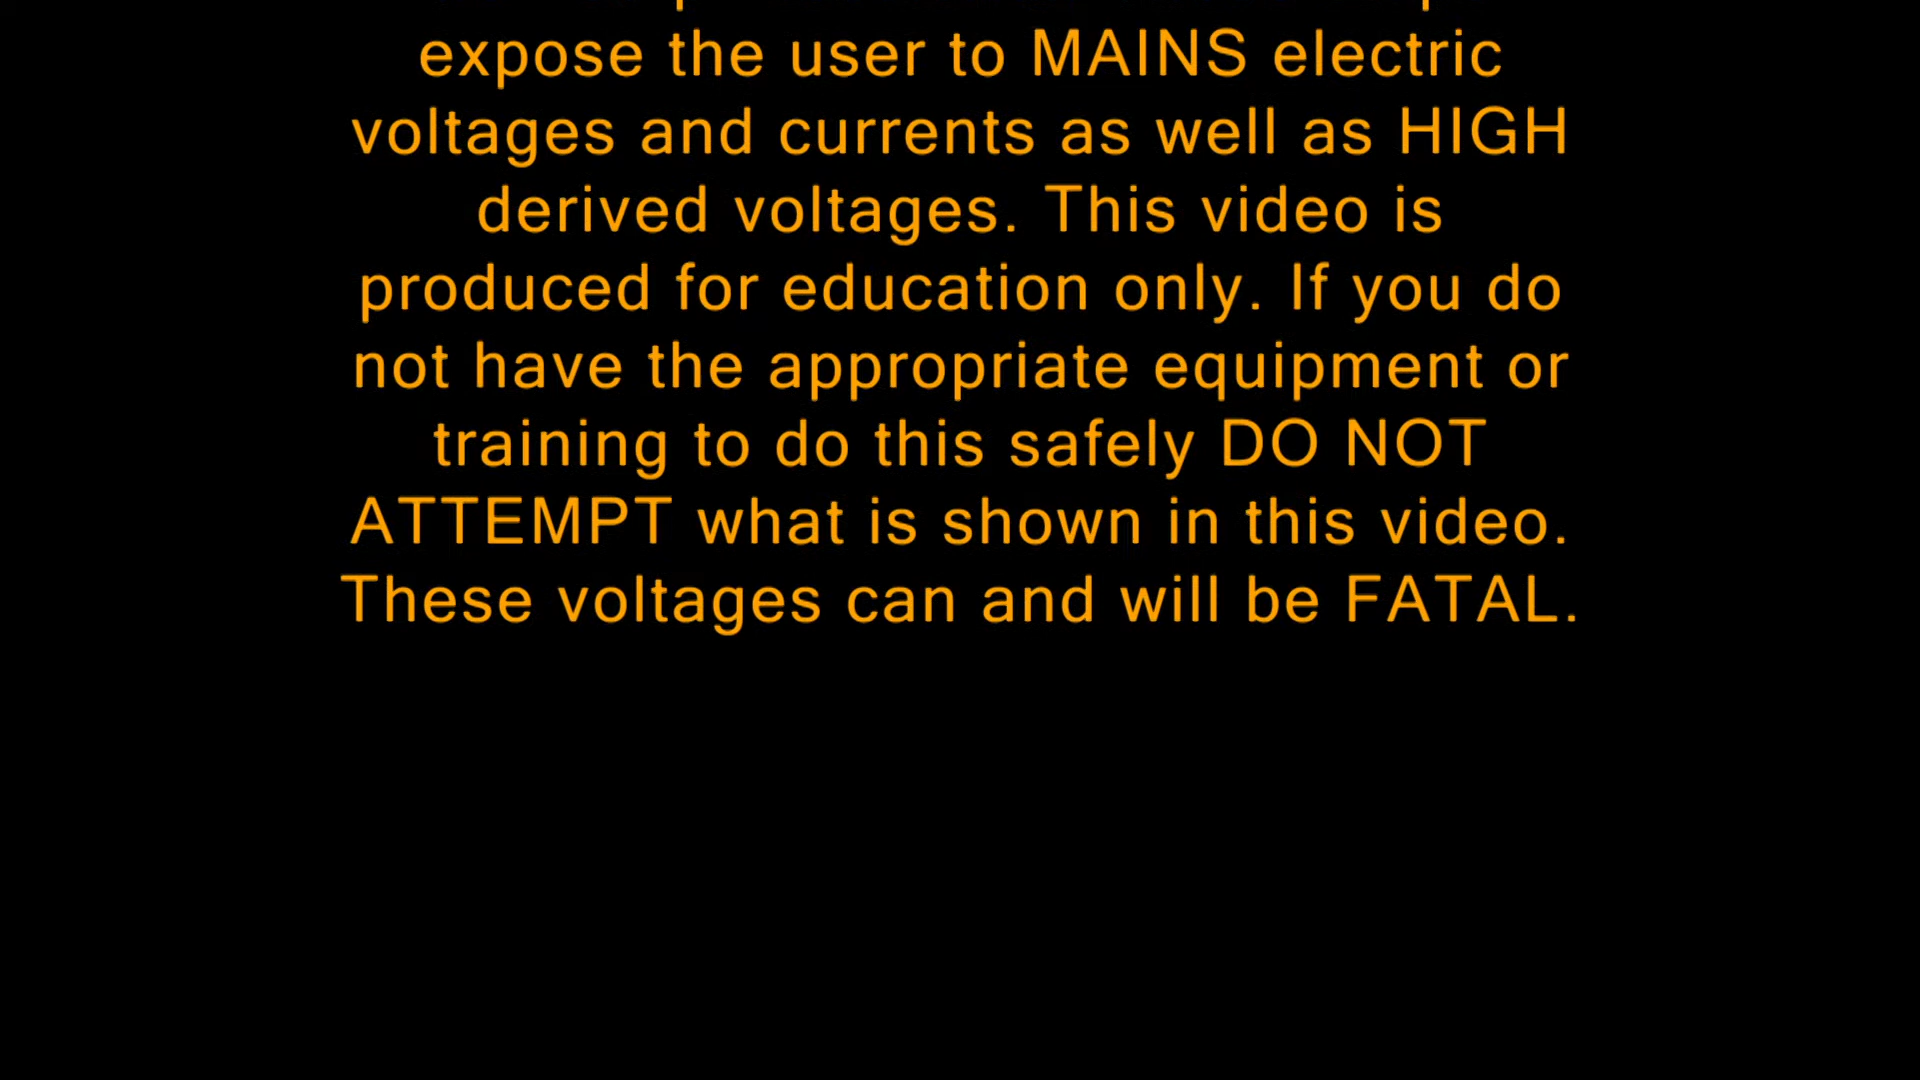 expose the user to MAINS electric
voltages and currents as well as HIGH
derived voltages. This video is
produced for education only. If you do
not have the appropriate equipment or
training to do this safely DO NOT
ATTEMPT what is shown in this video.
These voltages can and will be FATAL.